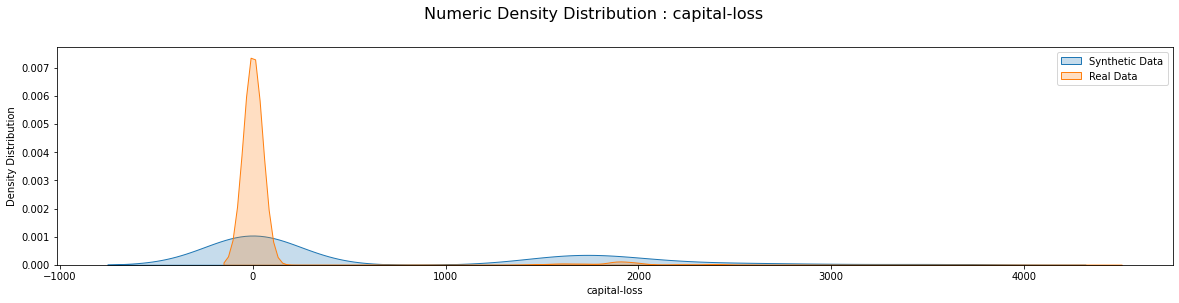 Numeric Density Distribution : capital-loss
Synthetic Data
Real Data
Density Distribution
0.007
0.006
0.005
0.004
0.003
0.002
0.001
0.000
−1000 0 1000 2000 3000 4000
capital-loss